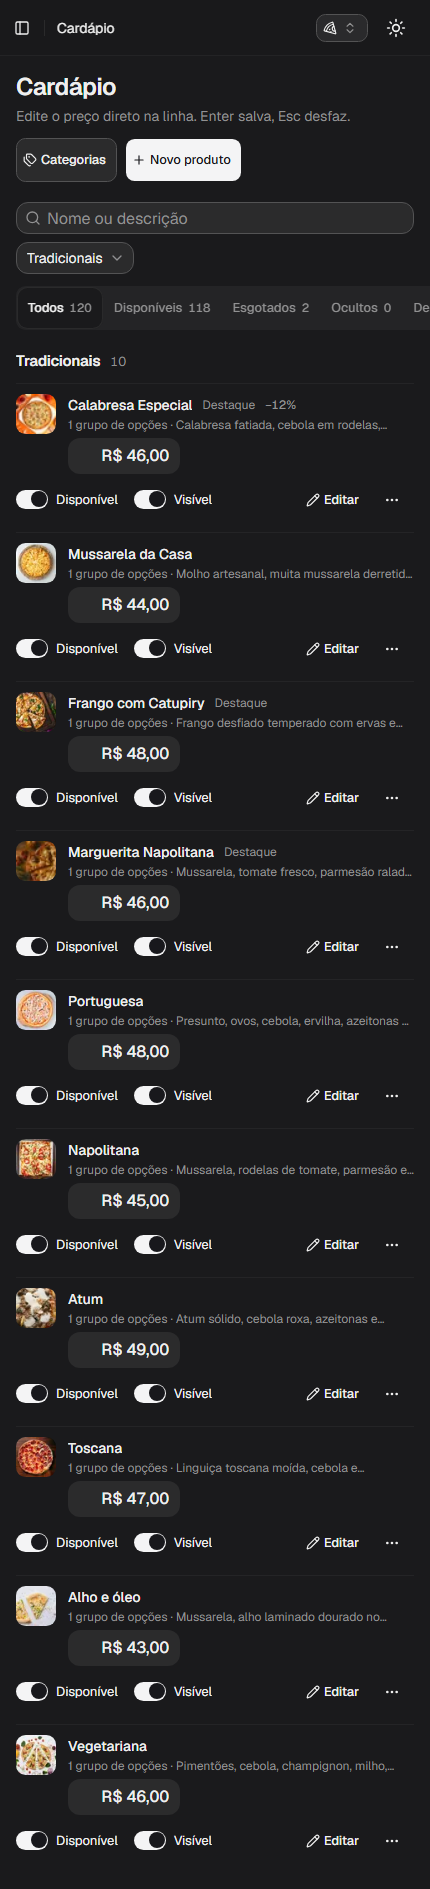 Cardápio
Cardápio
Edite o preço direto na linha. Enter salva, Esc desfaz.
Categorias
Novo produto
Nome ou descrição
Tradicionais
Todos 120 Disponíveis 118 Esgotados 2 Ocultos 0 De
Tradicionais 10
Calabresa Especial Destaque −12%
1 grupo de opções · Calabresa fatiada, cebola em rodelas,...
R$ 46,00
Disponível Visível Editar
Mussarela da Casa
1 grupo de opções · Molho artesanal, muita mussarela derretid...
R$ 44,00
Disponível Visível Editar
Frango com Catupiry Destaque
1 grupo de opções · Frango desfiado temperado com ervas e...
R$ 48,00
Disponível Visível Editar
Marguerita Napolitana Destaque
1 grupo de opções · Mussarela, tomate fresco, parmesão ralad...
R$ 46,00
Disponível Visível Editar
Portuguesa
1 grupo de opções · Presunto, ovos, cebola, ervilha, azeitonas ...
R$ 48,00
Disponível Visível Editar
Napolitana
1 grupo de opções · Mussarela, rodelas de tomate, parmesão e...
R$ 45,00
Disponível Visível Editar
Atum
1 grupo de opções · Atum sólido, cebola roxa, azeitonas e...
R$ 49,00
Disponível Visível Editar
Toscana
1 grupo de opções · Linguiça toscana moída, cebola e...
R$ 47,00
Disponível Visível Editar
Alho e óleo
1 grupo de opções · Mussarela, alho laminado dourado no...
R$ 43,00
Disponível Visível Editar
Vegetariana
1 grupo de opções · Pimentões, cebola, champignon, milho,...
R$ 46,00
Disponível Visível Editar